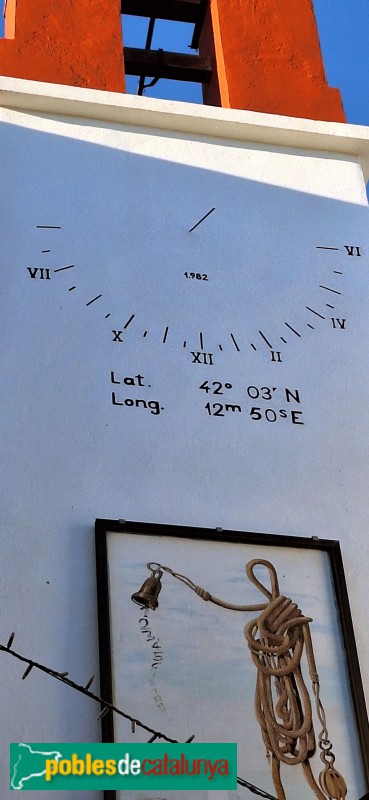 VI
1.982
VII
IV
X
XII
II
Lat. 42° 03' N
Long. 12m 50s E
poblesdecatalunya